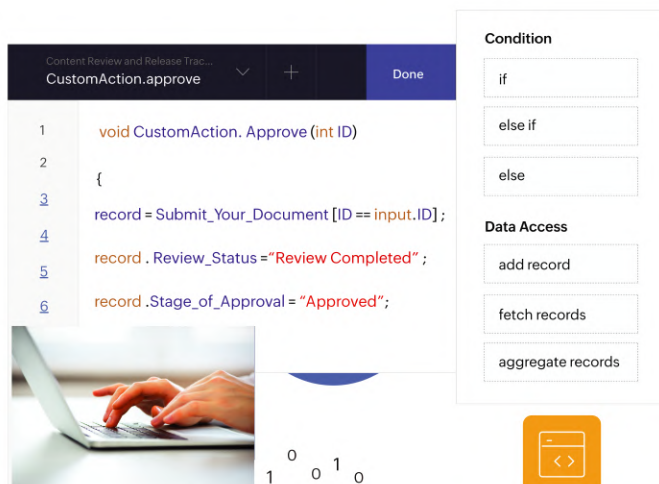 Content Review and Release Trac...
CustomAction.approve
Done
1 void CustomAction. Approve (int ID)
2
{
3
record = Submit_Your_Document [ID == input.ID] ;
4
record . Review_Status =“Review Completed” ;
5
record .Stage_of_Approval = “Approved”;
6
Condition
if
else if
else
Data Access
add record
fetch records
aggregate records
1 0 0 1 0